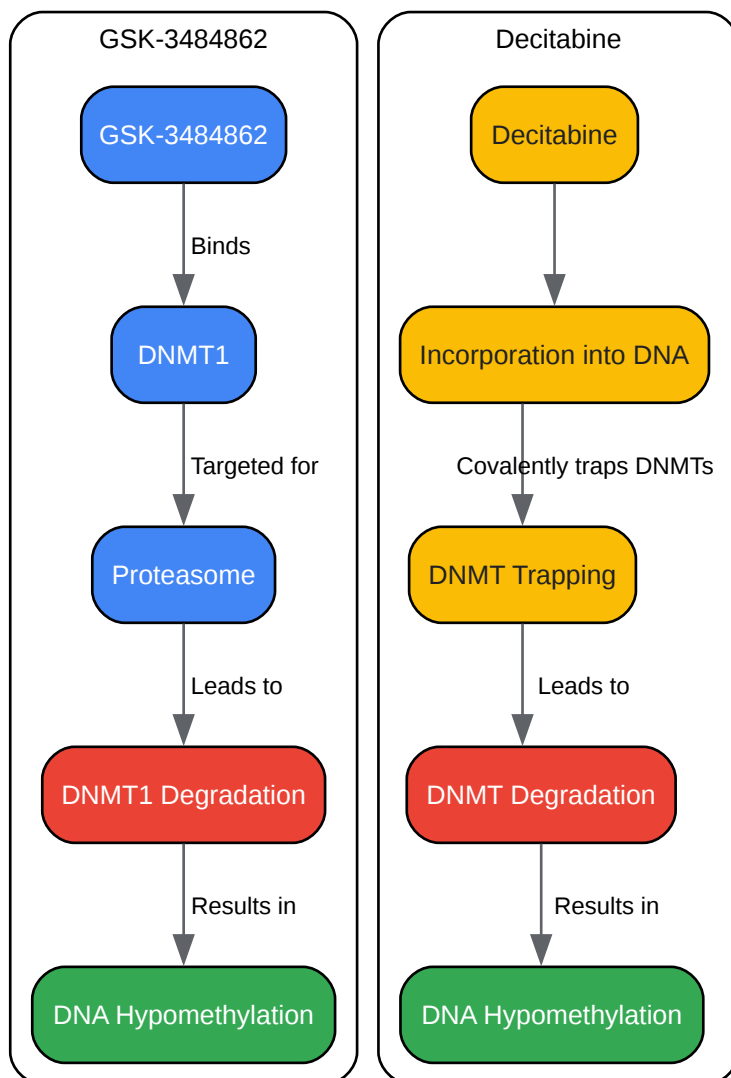 GSK-3484862
GSK-3484862
Binds
DNMT1
Targeted for
Proteasome
Leads to
DNMT1 Degradation
Results in
DNA Hypomethylation
Decitabine
Decitabine
Incorporation into DNA
Covalently traps DNMTs
DNMT Trapping
Leads to
DNMT Degradation
Results in
DNA Hypomethylation